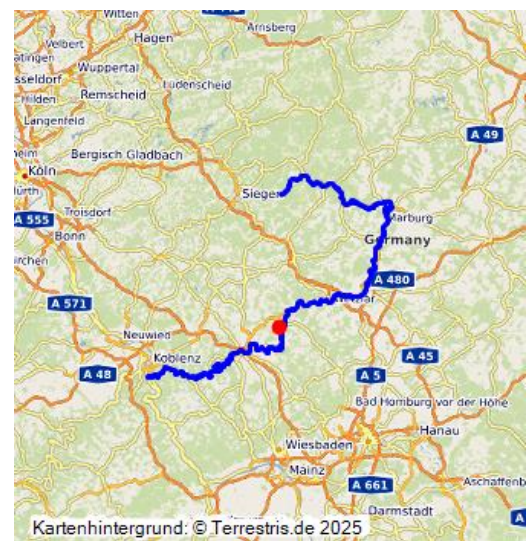 Witten
Arnsberg
Velbert
Hagen
Wuppertal
Lüdenscheid
Remscheid
Hilden
Langenfeld
A 49
Bergisch Gladbach
Köln
Siegen
A 555
Troisdorf
Marburg
Bonn
Germany
A 480
A 571
Neuwied
Koblenz
A 45
A 48
A 5
Bad Homburg vor der Höhe
Hanau
Wiesbaden
Mainz
Aschaffenb
A 661
Darmstadt
Kartenhintergrund: © Terrestris.de 2025